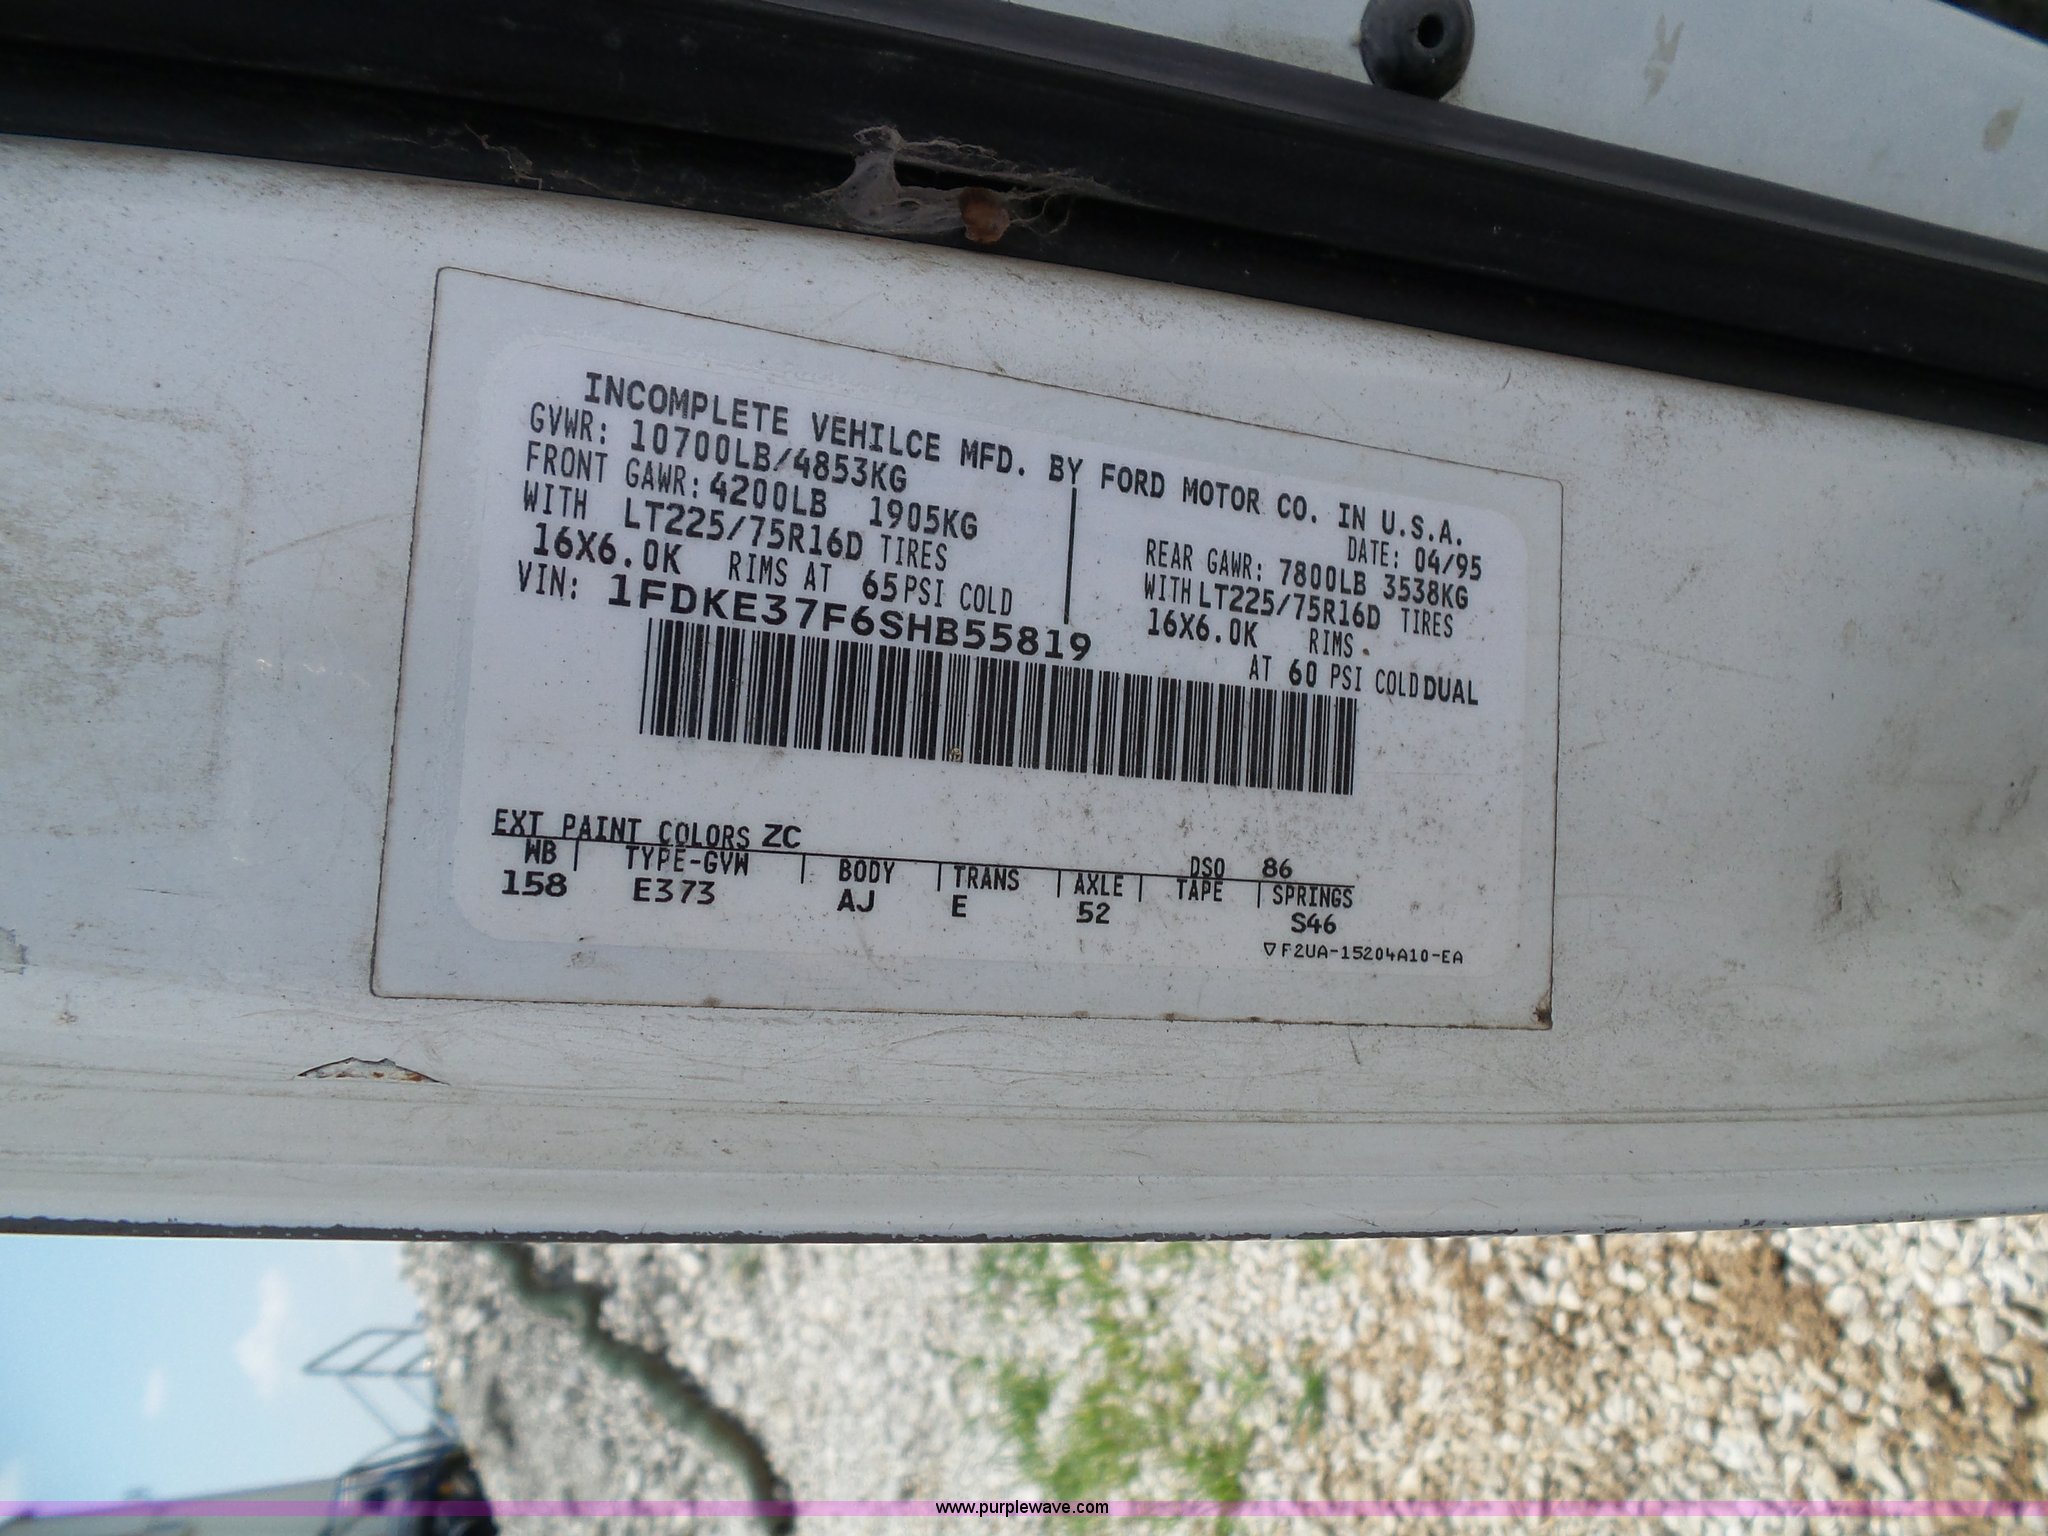 INCOMPLETE VEHILCE MFD. BY FORD MOTOR CO. IN U.S.A.
GVWR: 10700LB/4853KG
DATE: 04/95
FRONT GAWR: 4200LB 1905KG
WITH LT225/75R16D TIRES
16X6.0K RIMS AT 65 PSI COLD
REAR GAWR: 7800LB 3538KG
WITH LT225/75R16D TIRES
16X6.0K RIMS
AT 60 PSI COLD DUAL
VIN: 1FDKE37F6SHB55819
EXT PAINT COLORS ZC
DSO 86
WB TYPE-GVW BODY TRANS AXLE TAPE SPRINGS
158 E373 AJ E 52 S46
▽F2UA-15204A10-EA
www.purplewave.com